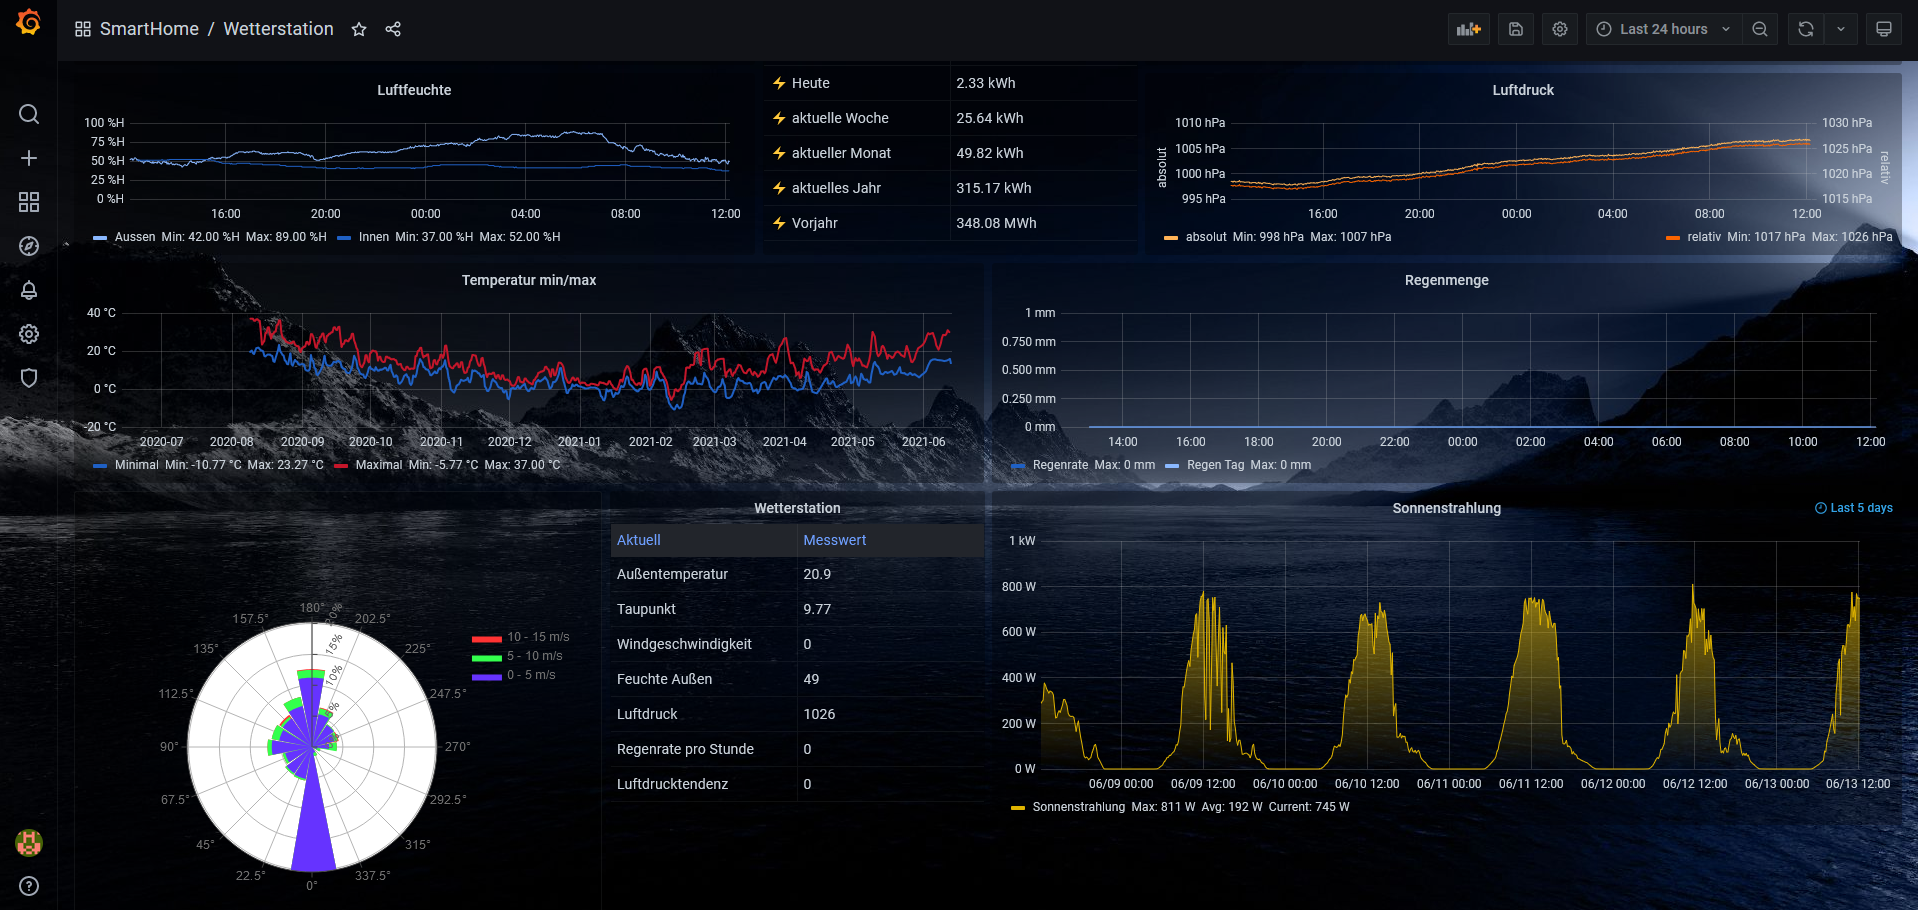 SmartHome / Wetterstation
Last 24 hours
Luftfeuchte
100 %H
75 %H
50 %H
25 %H
0 %H
16:00 20:00 00:00 04:00 08:00 12:00
Aussen Min: 42.00 %H Max: 89.00 %H Innen Min: 37.00 %H Max: 52.00 %H
Heute 2.33 kWh
aktuelle Woche 25.64 kWh
aktueller Monat 49.82 kWh
aktuelles Jahr 315.17 kWh
Vorjahr 348.08 MWh
Luftdruck
absolut
relativ
1010 hPa 1030 hPa
1005 hPa 1025 hPa
1000 hPa 1020 hPa
995 hPa 1015 hPa
16:00 20:00 00:00 04:00 08:00 12:00
absolut Min: 998 hPa Max: 1007 hPa relativ Min: 1017 hPa Max: 1026 hPa
Temperatur min/max
40 °C
20 °C
0 °C
-20 °C
2020-07 2020-08 2020-09 2020-10 2020-11 2020-12 2021-01 2021-02 2021-03 2021-04 2021-05 2021-06
Minimal Min: -10.77 °C Max: 23.27 °C Maximal Min: -5.77 °C Max: 37.00 °C
Regenmenge
1 mm
0.750 mm
0.500 mm
0.250 mm
0 mm
14:00 16:00 18:00 20:00 22:00 00:00 02:00 04:00 06:00 08:00 10:00 12:00
Regenrate Max: 0 mm Regen Tag Max: 0 mm
180°
157.5° 202.5°
135° 225°
112.5° 247.5°
90° 270°
67.5° 292.5°
45° 315°
22.5° 337.5°
0°
20%
15%
10%
5%
10 - 15 m/s
5 - 10 m/s
0 - 5 m/s
Wetterstation
Aktuell Messwert
Außentemperatur 20.9
Taupunkt 9.77
Windgeschwindigkeit 0
Feuchte Außen 49
Luftdruck 1026
Regenrate pro Stunde 0
Luftdrucktendenz 0
Sonnenstrahlung
Last 5 days
1 kW
800 W
600 W
400 W
200 W
0 W
06/09 00:00 06/09 12:00 06/10 00:00 06/10 12:00 06/11 00:00 06/11 12:00 06/12 00:00 06/12 12:00 06/13 00:00 06/13 12:00
Sonnenstrahlung Max: 811 W Avg: 192 W Current: 745 W